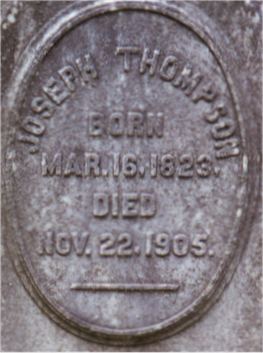 JOSEPH THOMPSON
BORN
MAR. 16, 1823.
DIED
NOV. 22. 1905.